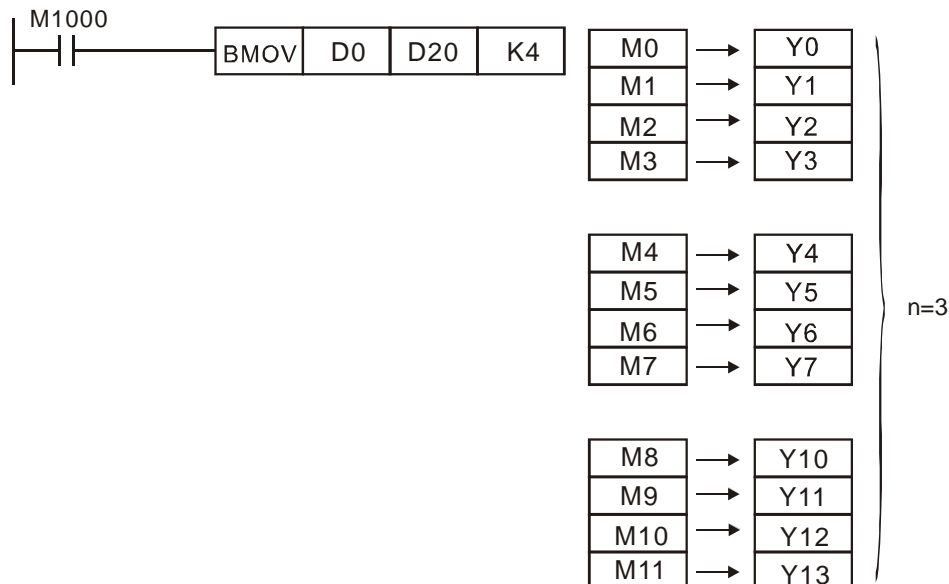 M1000
BMOV D0 D20 K4
M0 Y0
M1 Y1
M2 Y2
M3 Y3
M4 Y4
M5 Y5
M6 Y6
M7 Y7
n=3
M8 Y10
M9 Y11
M10 Y12
M11 Y13